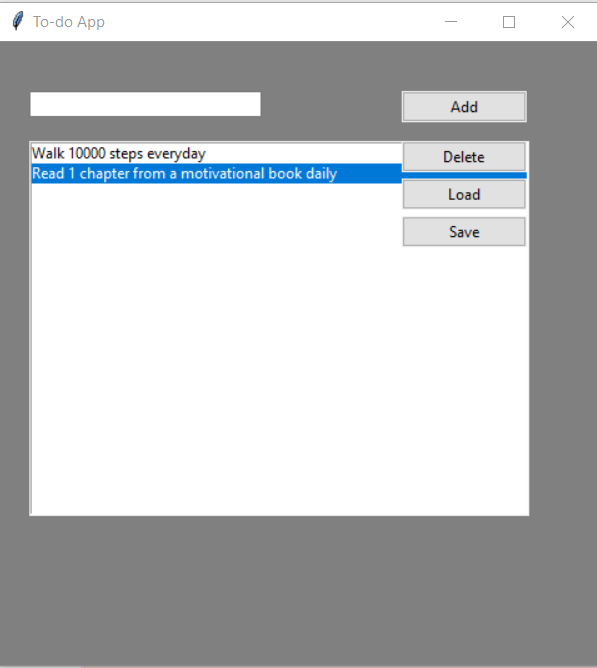 To-do App
Add
Walk 10000 steps everyday
Delete
Read 1 chapter from a motivational book daily
Load
Save